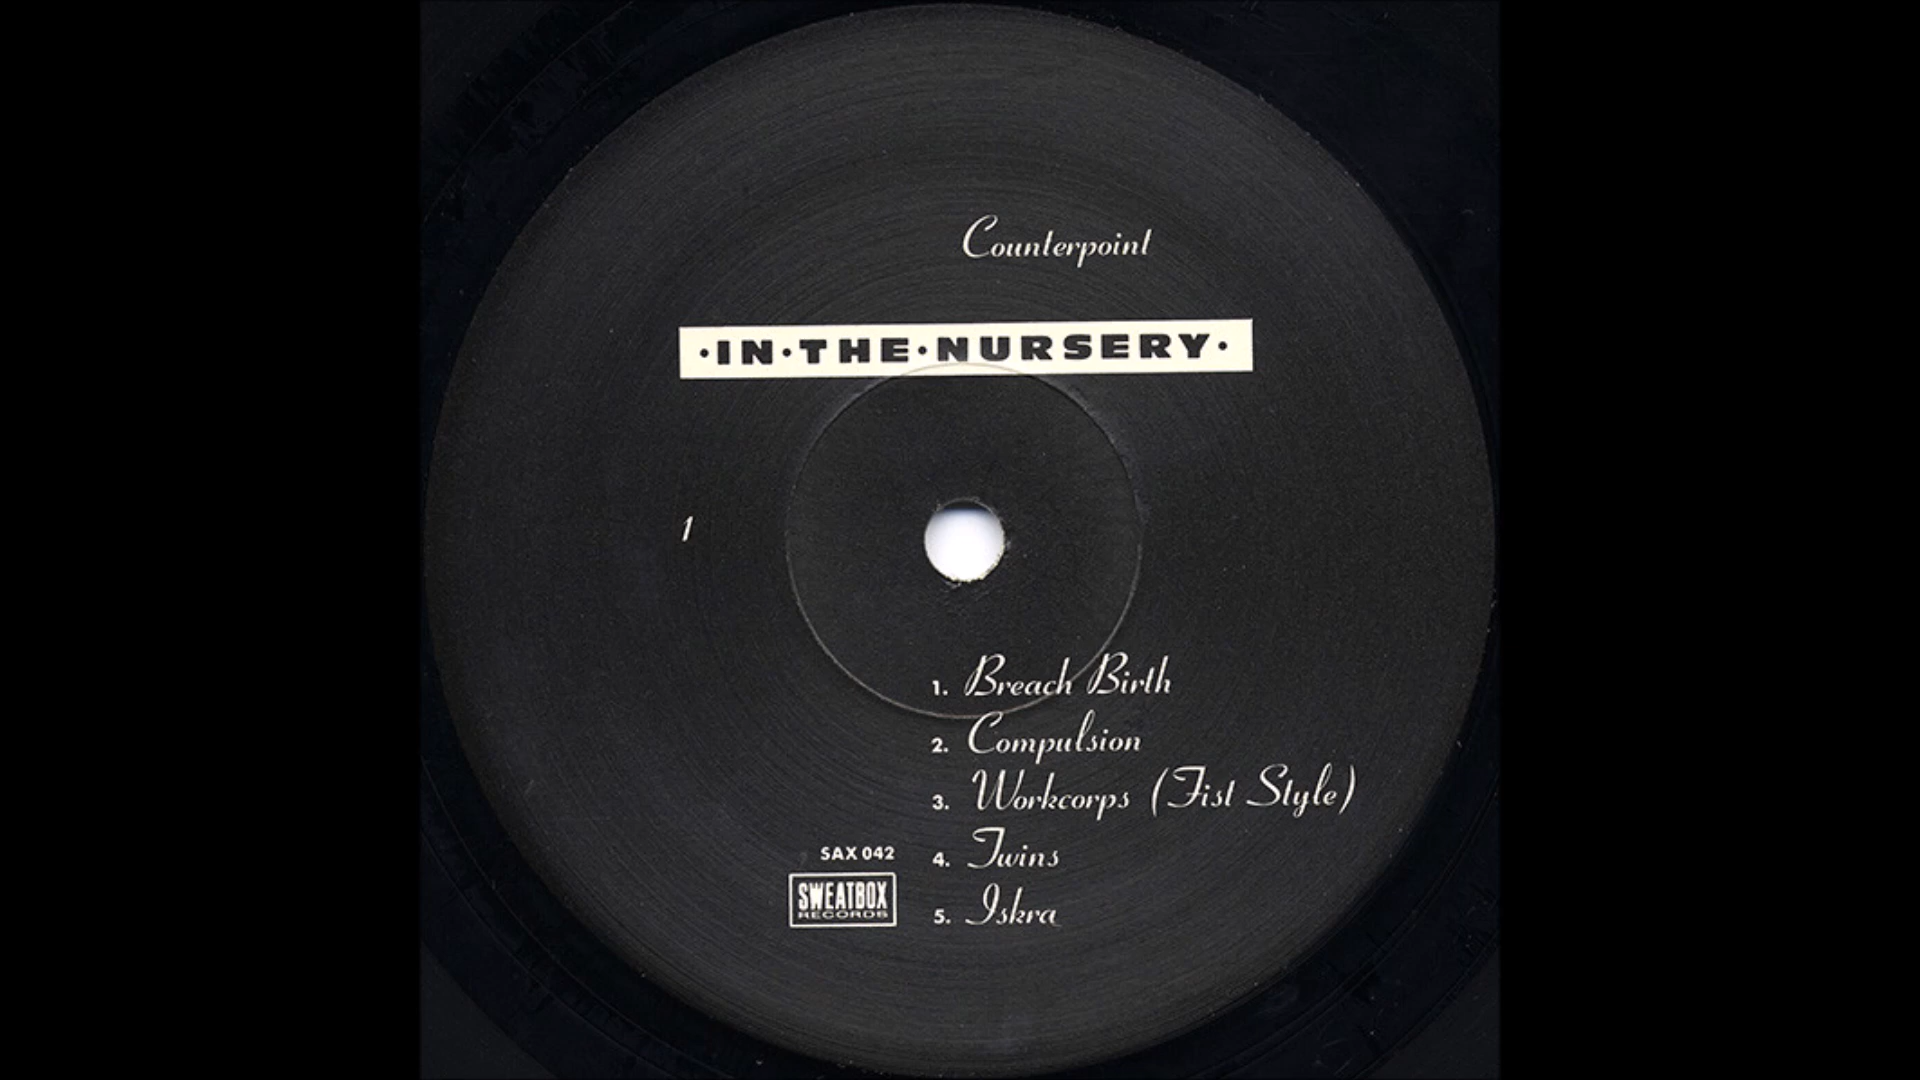 Counterpoint
·IN·THE·NURSERY·
1
1. Breach Birth
2. Compulsion
3. Workcorps (Fist Style)
4. Twins
5. Iskra
SAX 042
SWEATBOX
RECORDS